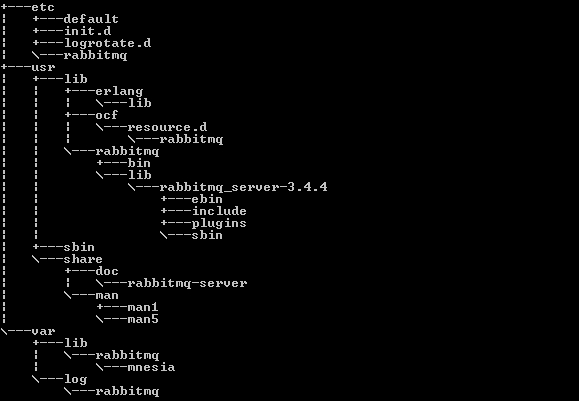 +---etc
¦   +---default
¦   +---init.d
¦   +---logrotate.d
¦   \---rabbitmq
+---usr
¦   +---lib
¦   ¦   +---erlang
¦   ¦   ¦   \---lib
¦   ¦   +---ocf
¦   ¦   ¦   \---resource.d
¦   ¦   ¦       \---rabbitmq
¦   ¦   \---rabbitmq
¦   ¦       +---bin
¦   ¦       \---lib
¦   ¦           \---rabbitmq_server-3.4.4
¦   ¦               +---ebin
¦   ¦               +---include
¦   ¦               +---plugins
¦   ¦               \---sbin
¦   +---sbin
¦   \---share
¦       +---doc
¦       ¦   \---rabbitmq-server
¦       \---man
¦           +---man1
¦           \---man5
\---var
    +---lib
    ¦   \---rabbitmq
    ¦       \---mnesia
    \---log
        \---rabbitmq